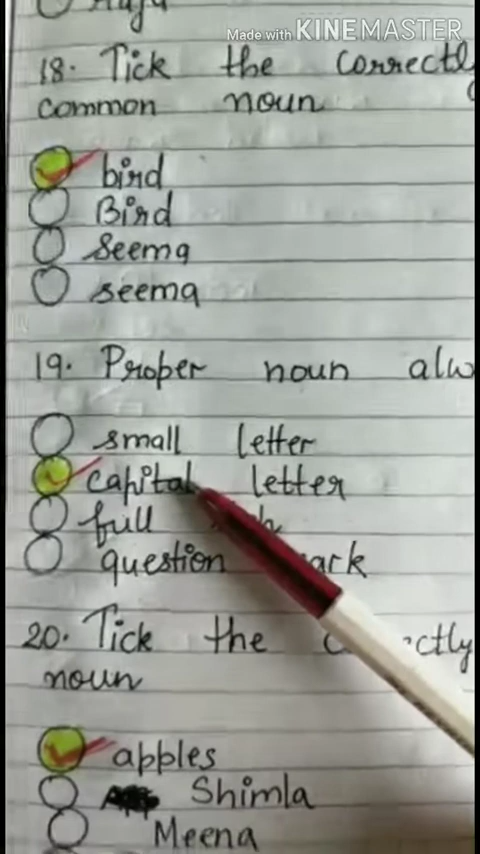 Made with KINEMASTER
18. Tick the correctly
common noun
bird
Bird
Seema
seema
19. Proper noun
small letter
capital letter
full
question
20. Tick the
noun
apples
Shimla
Meena